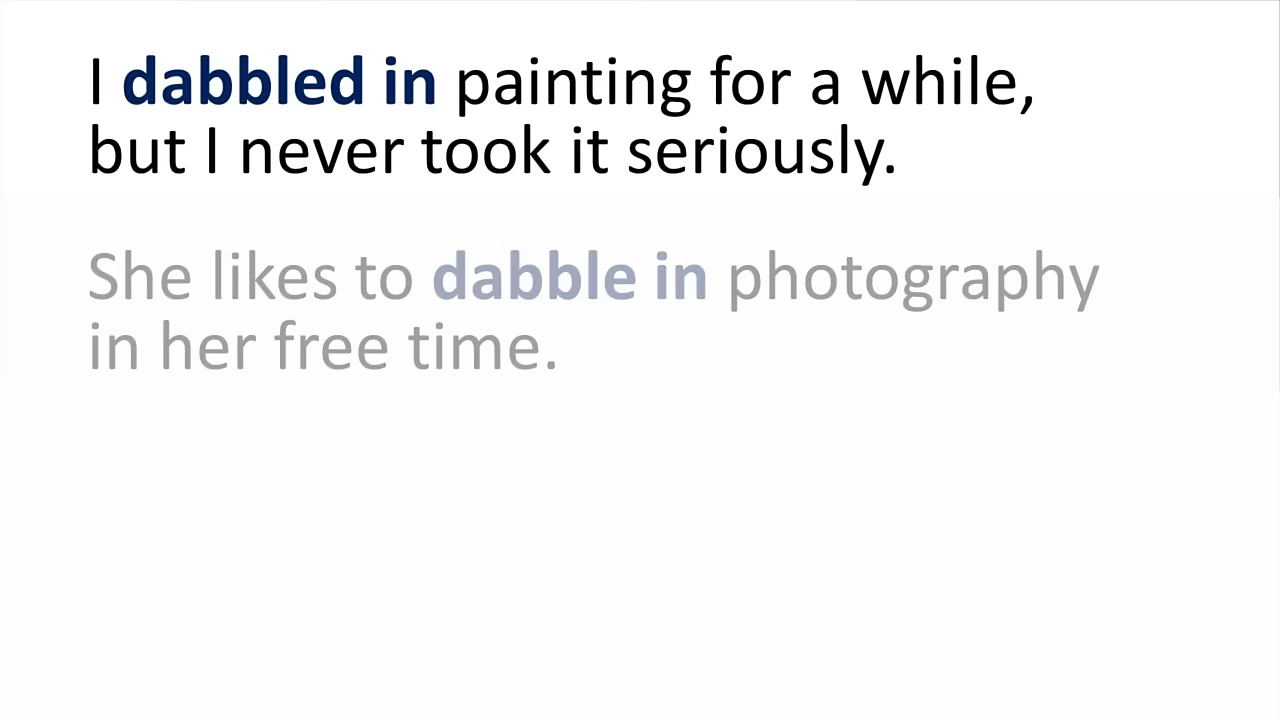 I dabbled in painting for a while,
but I never took it seriously.
She likes to dabble in photography
in her free time.